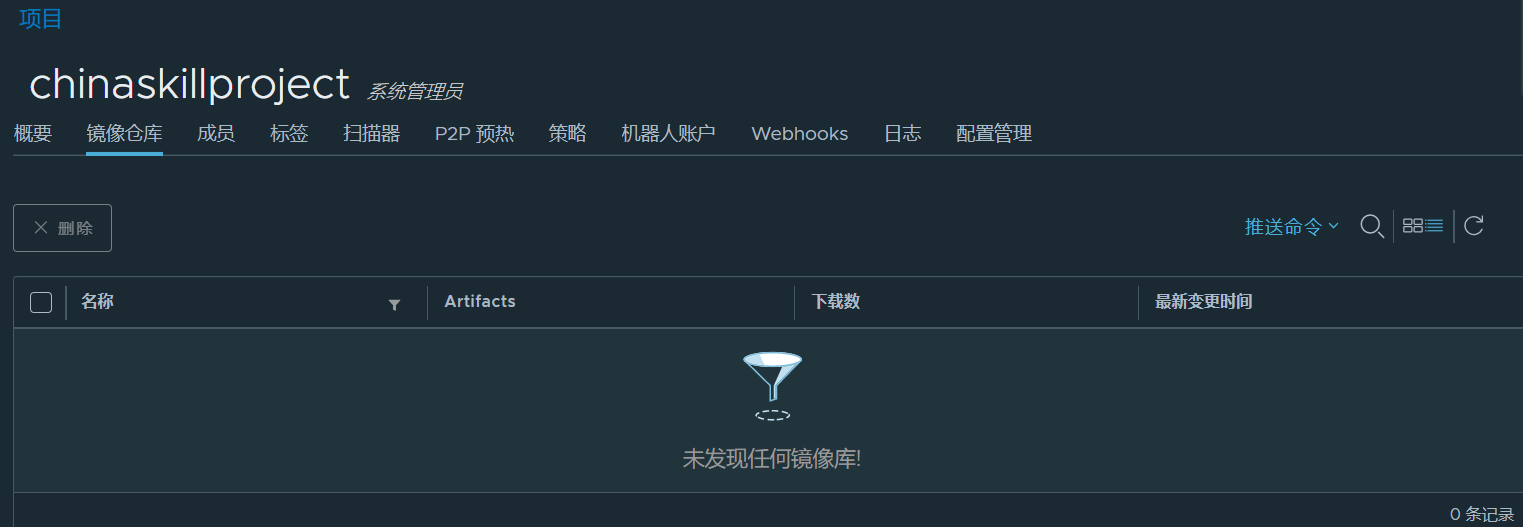 项目
chinaskillproject 系统管理员
概要 镜像仓库 成员 标签 扫描器 P2P 预热 策略 机器人账户 Webhooks 日志 配置管理
删除 推送命令
名称 Artifacts 下载数 最新变更时间
未发现任何镜像库!
0 条记录